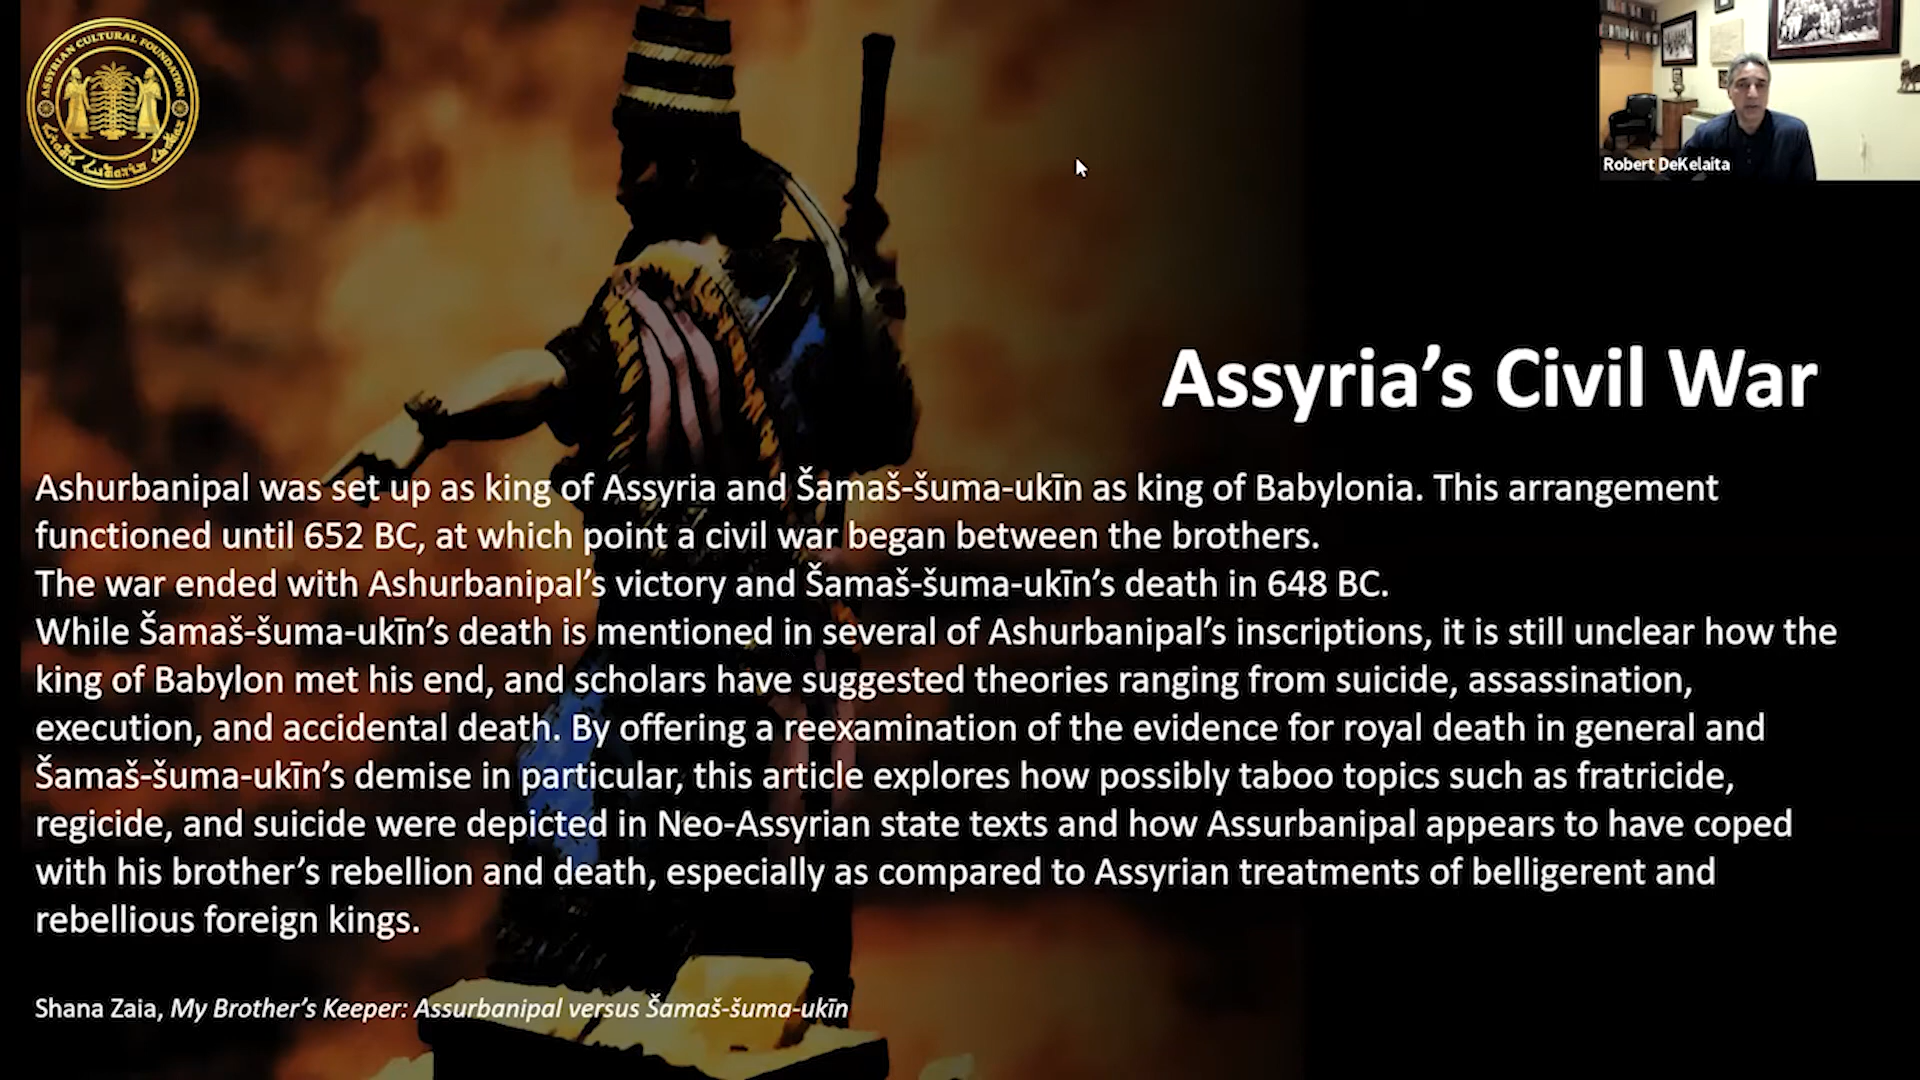 ASSYRIAN CULTURAL FOUNDATION
Robert DeKelaita
Assyria’s Civil War
Ashurbanipal was set up as king of Assyria and Šamaš-šuma-ukīn as king of Babylonia. This arrangement
functioned until 652 BC, at which point a civil war began between the brothers.
The war ended with Ashurbanipal’s victory and Šamaš-šuma-ukīn’s death in 648 BC.
While Šamaš-šuma-ukīn’s death is mentioned in several of Ashurbanipal’s inscriptions, it is still unclear how the
king of Babylon met his end, and scholars have suggested theories ranging from suicide, assassination,
execution, and accidental death. By offering a reexamination of the evidence for royal death in general and
Šamaš-šuma-ukīn’s demise in particular, this article explores how possibly taboo topics such as fratricide,
regicide, and suicide were depicted in Neo-Assyrian state texts and how Assurbanipal appears to have coped
with his brother’s rebellion and death, especially as compared to Assyrian treatments of belligerent and
rebellious foreign kings.
Shana Zaia, My Brother’s Keeper: Assurbanipal versus Šamaš-šuma-ukīn